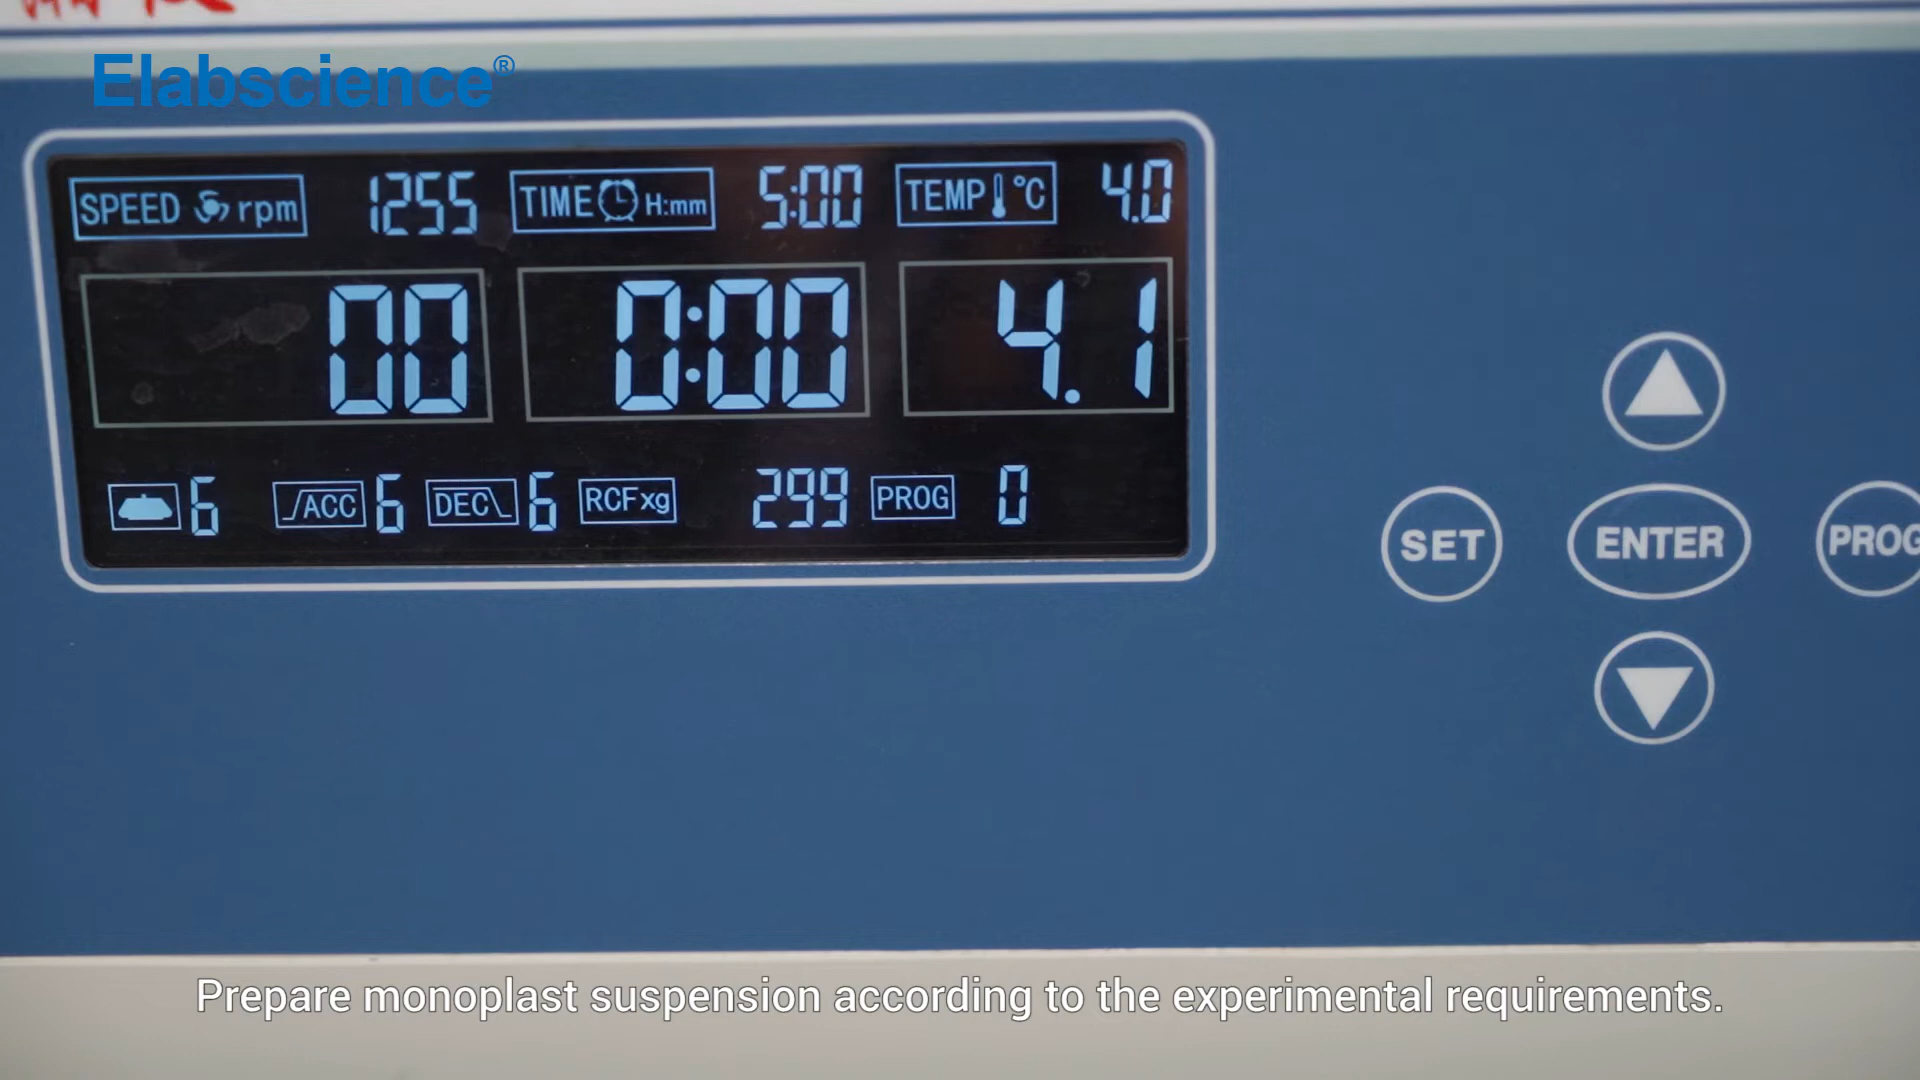 Elabscience®
SPEED rpm 1255 TIME H:mm 5:00 TEMP °C 4.0
00 0:00 4.1
6 ACC 6 DEC 6 RCFxg 299 PROG 0
SET ENTER PROG
Prepare monoplast suspension according to the experimental requirements.